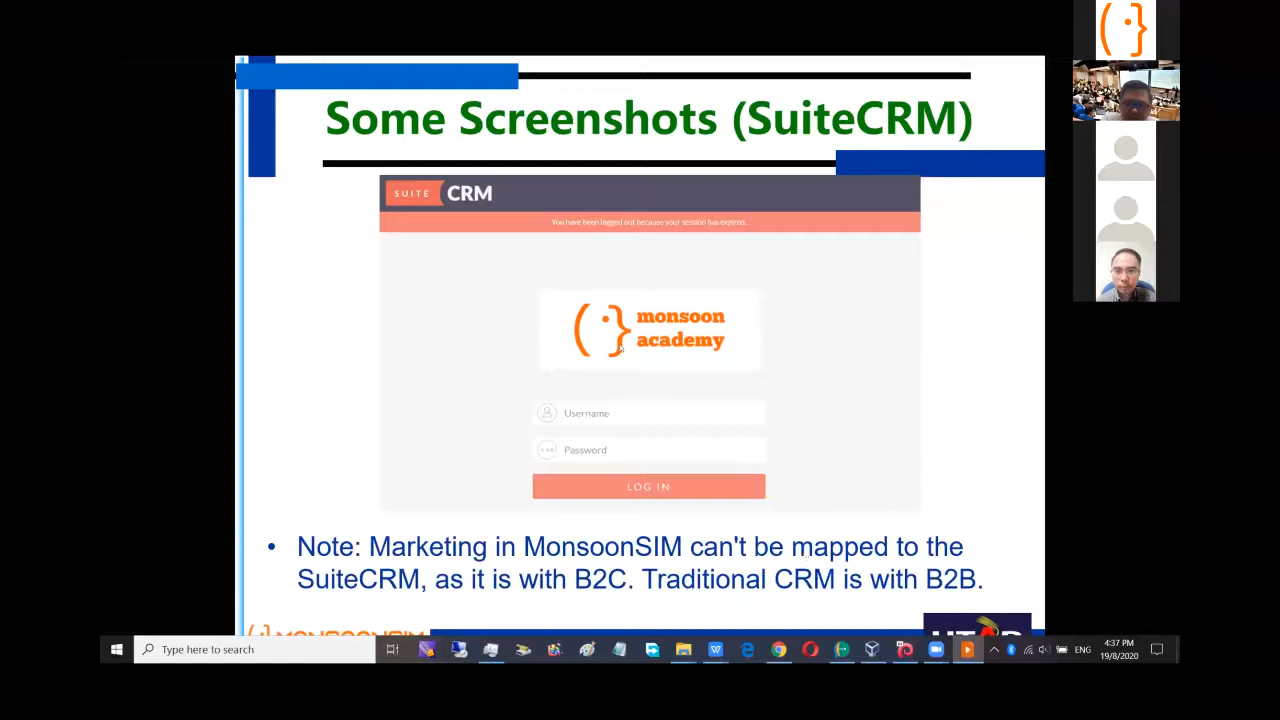 Some Screenshots (SuiteCRM)
SUITE CRM
You have been logged out because your session has expired.
monsoon
academy
Username
Password
LOG IN
• Note: Marketing in MonsoonSIM can't be mapped to the
SuiteCRM, as it is with B2C. Traditional CRM is with B2B.
MONSOONSIM
UTAR
Type here to search
ENG
4:37 PM
19/8/2020